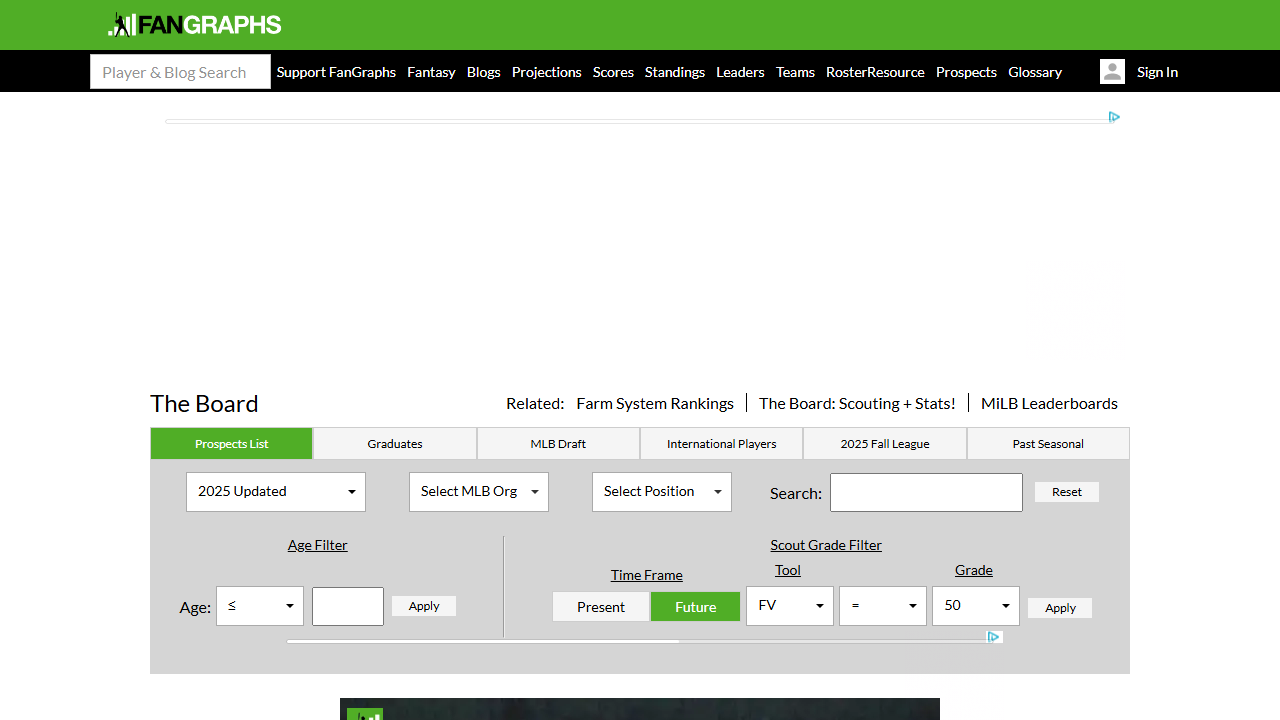 FANGRAPHS
Player & Blog Search Support FanGraphs Fantasy Blogs Projections Scores Standings Leaders Teams RosterResource Prospects Glossary Sign In
The Board Related: Farm System Rankings The Board: Scouting + Stats! MiLB Leaderboards
Prospects List Graduates MLB Draft International Players 2025 Fall League Past Seasonal
2025 Updated Select MLB Org Select Position Search: Reset
Age Filter Scout Grade Filter
Time Frame Tool Grade
Age: ≤ Apply Present Future FV = 50 Apply